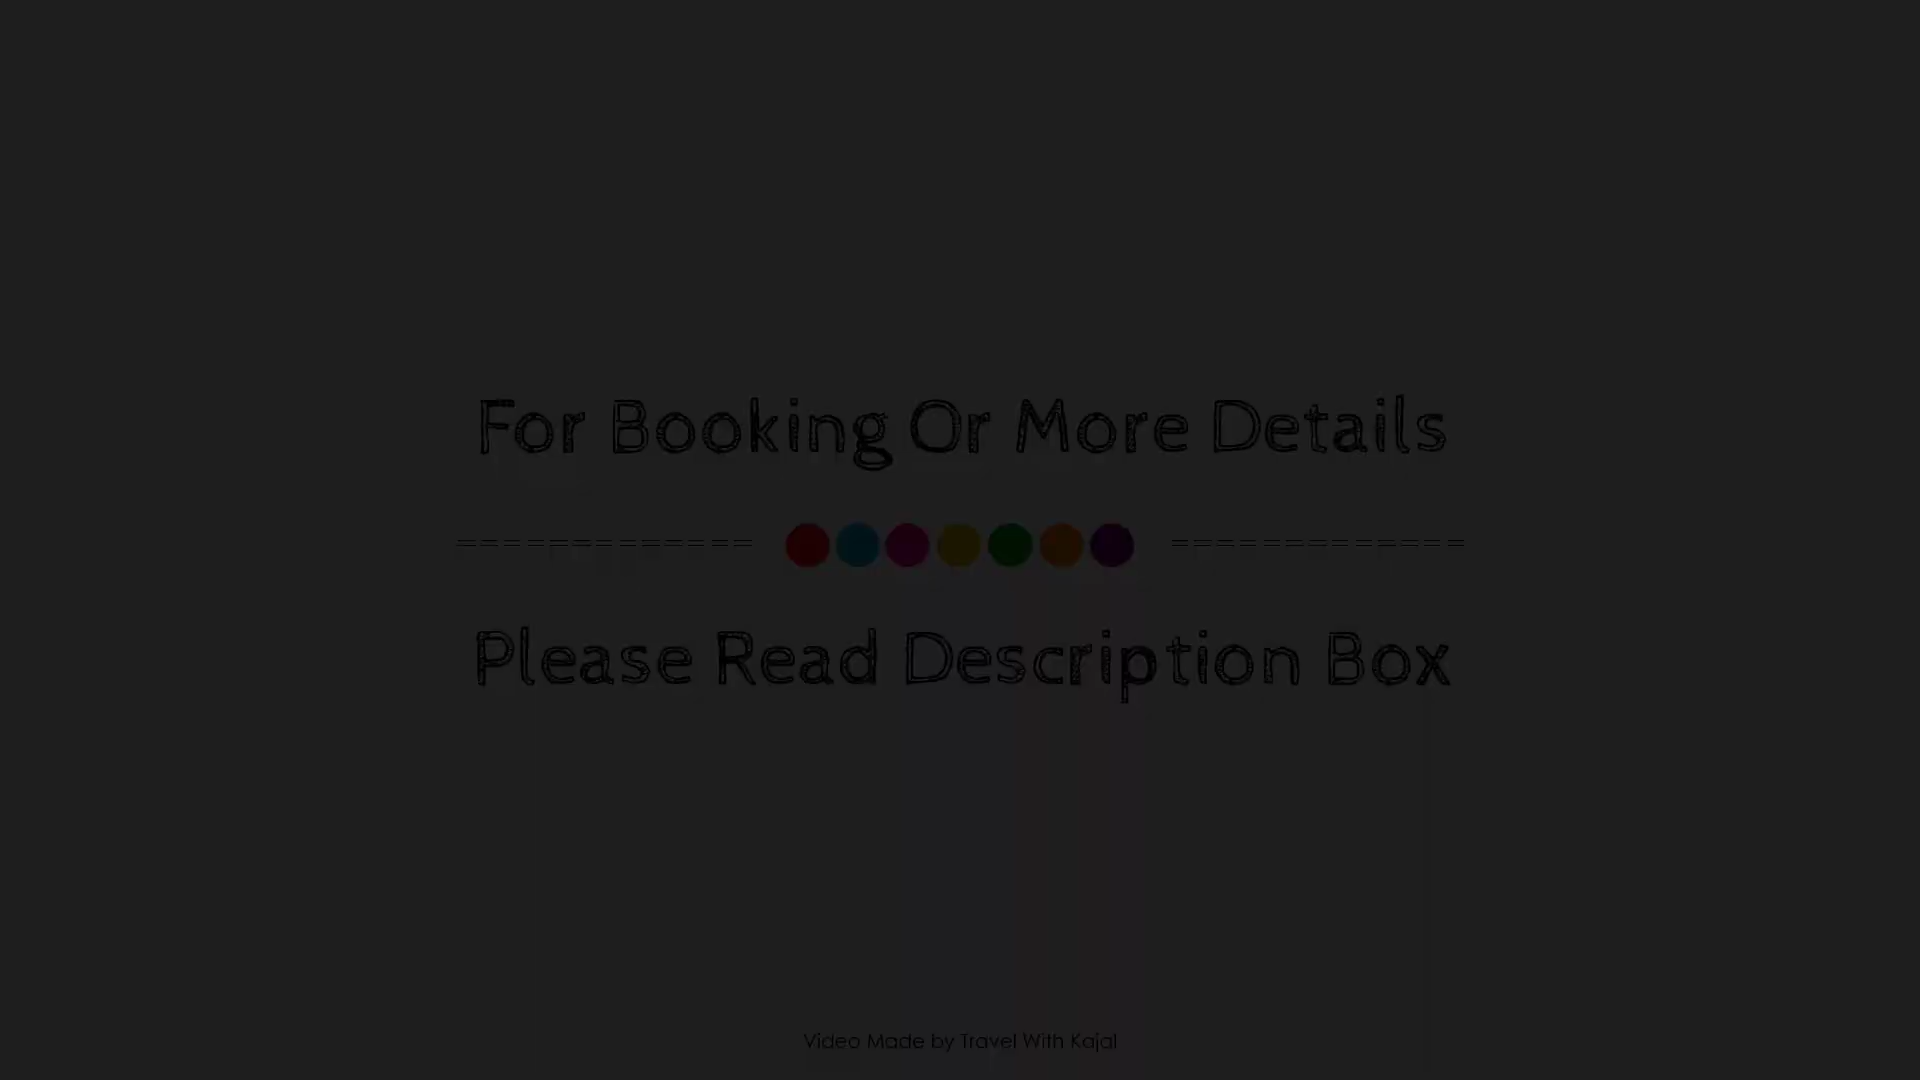 For Booking Or More Details
============= =============
Please Read Description Box
Video Made by Travel With Kajal